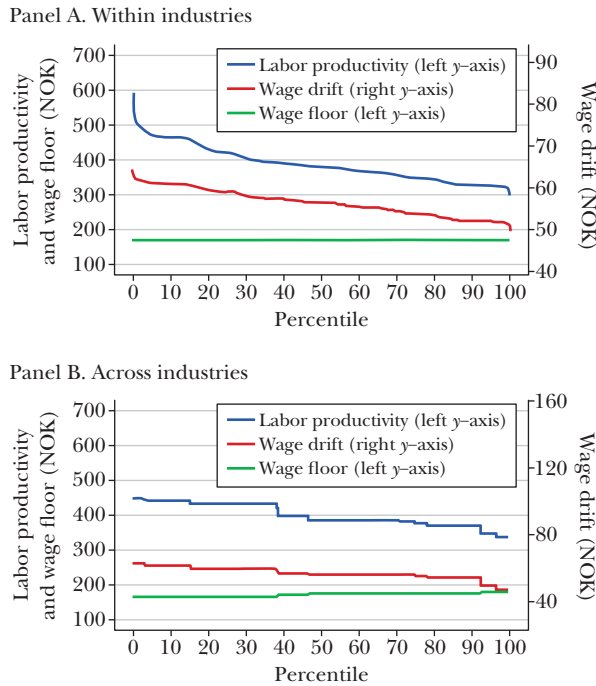 Panel A. Within industries
Labor productivity
and wage floor (NOK)
700
600
500
400
300
200
100
Labor productivity (left y–axis)
Wage drift (right y–axis)
Wage floor (left y–axis)
90
80
70
60
50
40
Wage drift (NOK)
0 10 20 30 40 50 60 70 80 90 100
Percentile
Panel B. Across industries
Labor productivity
and wage floor (NOK)
700
600
500
400
300
200
100
Labor productivity (left y–axis)
Wage drift (right y–axis)
Wage floor (left y–axis)
160
120
80
40
Wage drift (NOK)
0 10 20 30 40 50 60 70 80 90 100
Percentile